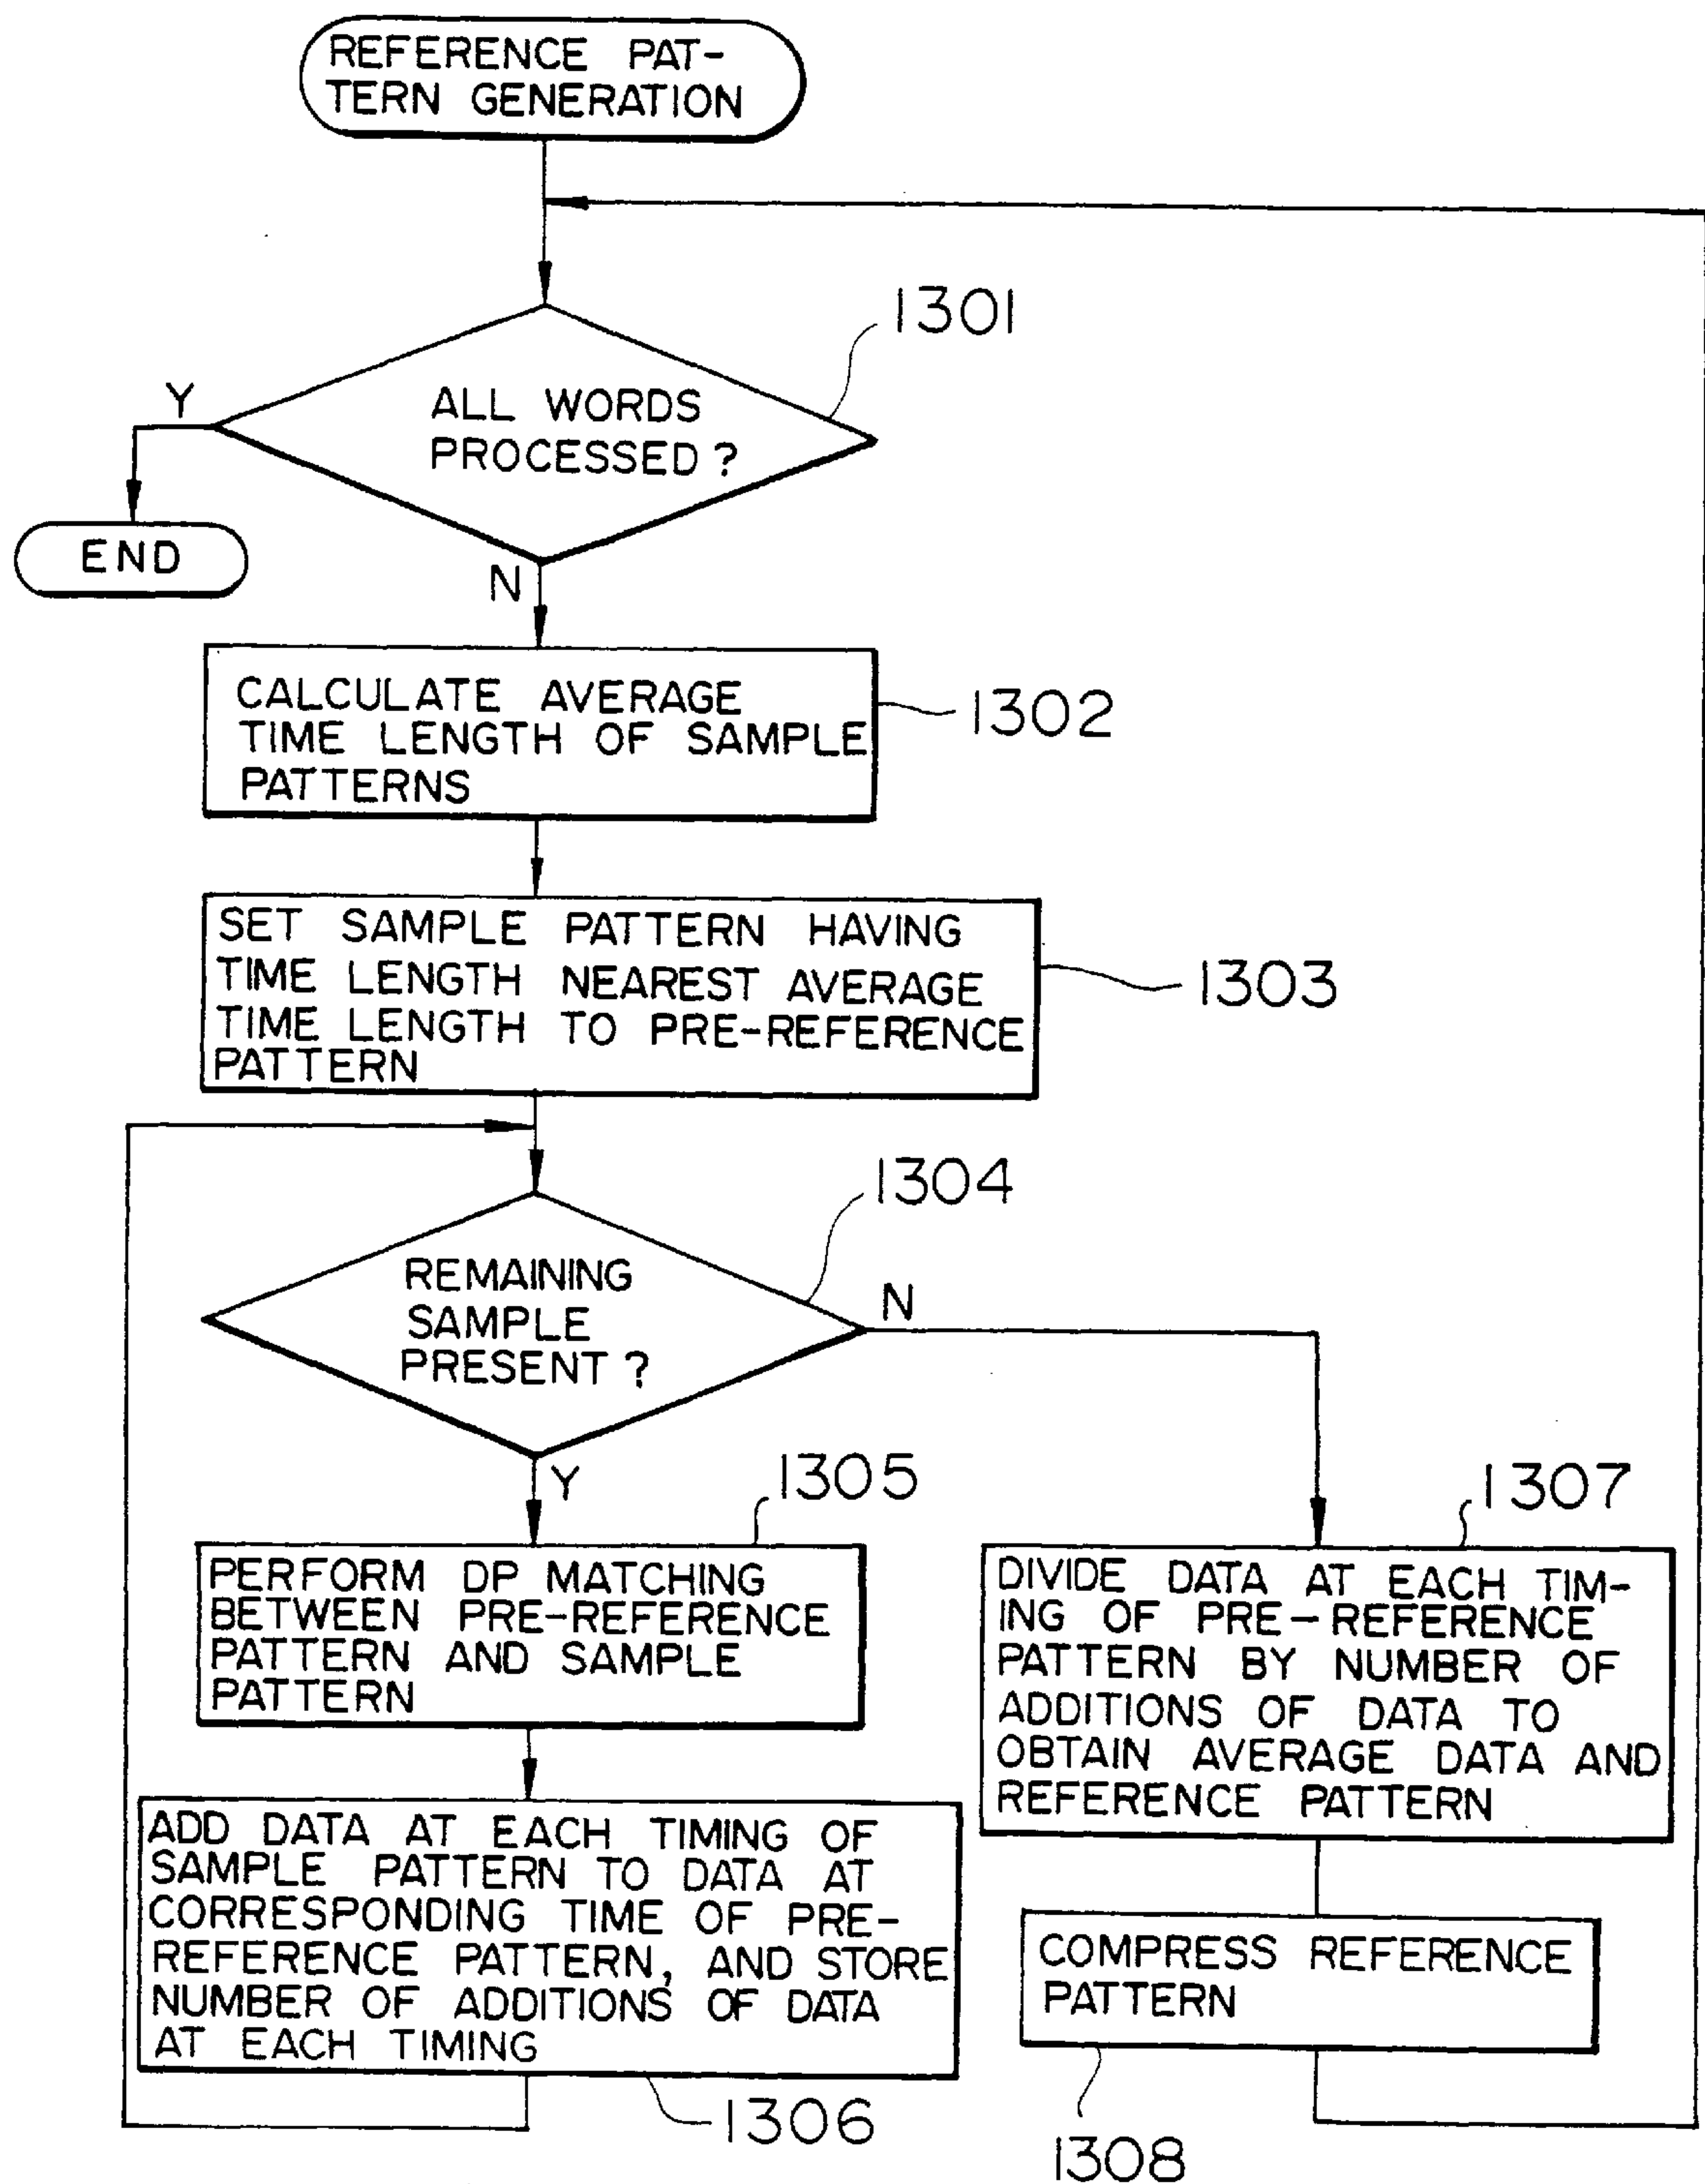 REFERENCE PAT-
TERN GENERATION
1301
Y
ALL WORDS
PROCESSED ?
END
N
CALCULATE AVERAGE
TIME LENGTH OF SAMPLE
PATTERNS
1302
SET SAMPLE PATTERN HAVING
TIME LENGTH NEAREST AVERAGE
TIME LENGTH TO PRE-REFERENCE
PATTERN
1303
1304
REMAINING
SAMPLE
PRESENT ?
N
Y
1305
PERFORM DP MATCHING
BETWEEN PRE-REFERENCE
PATTERN AND SAMPLE
PATTERN
1307
DIVIDE DATA AT EACH TIM-
ING OF PRE-REFERENCE
PATTERN BY NUMBER OF
ADDITIONS OF DATA TO
OBTAIN AVERAGE DATA AND
REFERENCE PATTERN
ADD DATA AT EACH TIMING OF
SAMPLE PATTERN TO DATA AT
CORRESPONDING TIME OF PRE-
REFERENCE PATTERN, AND STORE
NUMBER OF ADDITIONS OF DATA
AT EACH TIMING
1306
COMPRESS REFERENCE
PATTERN
1308